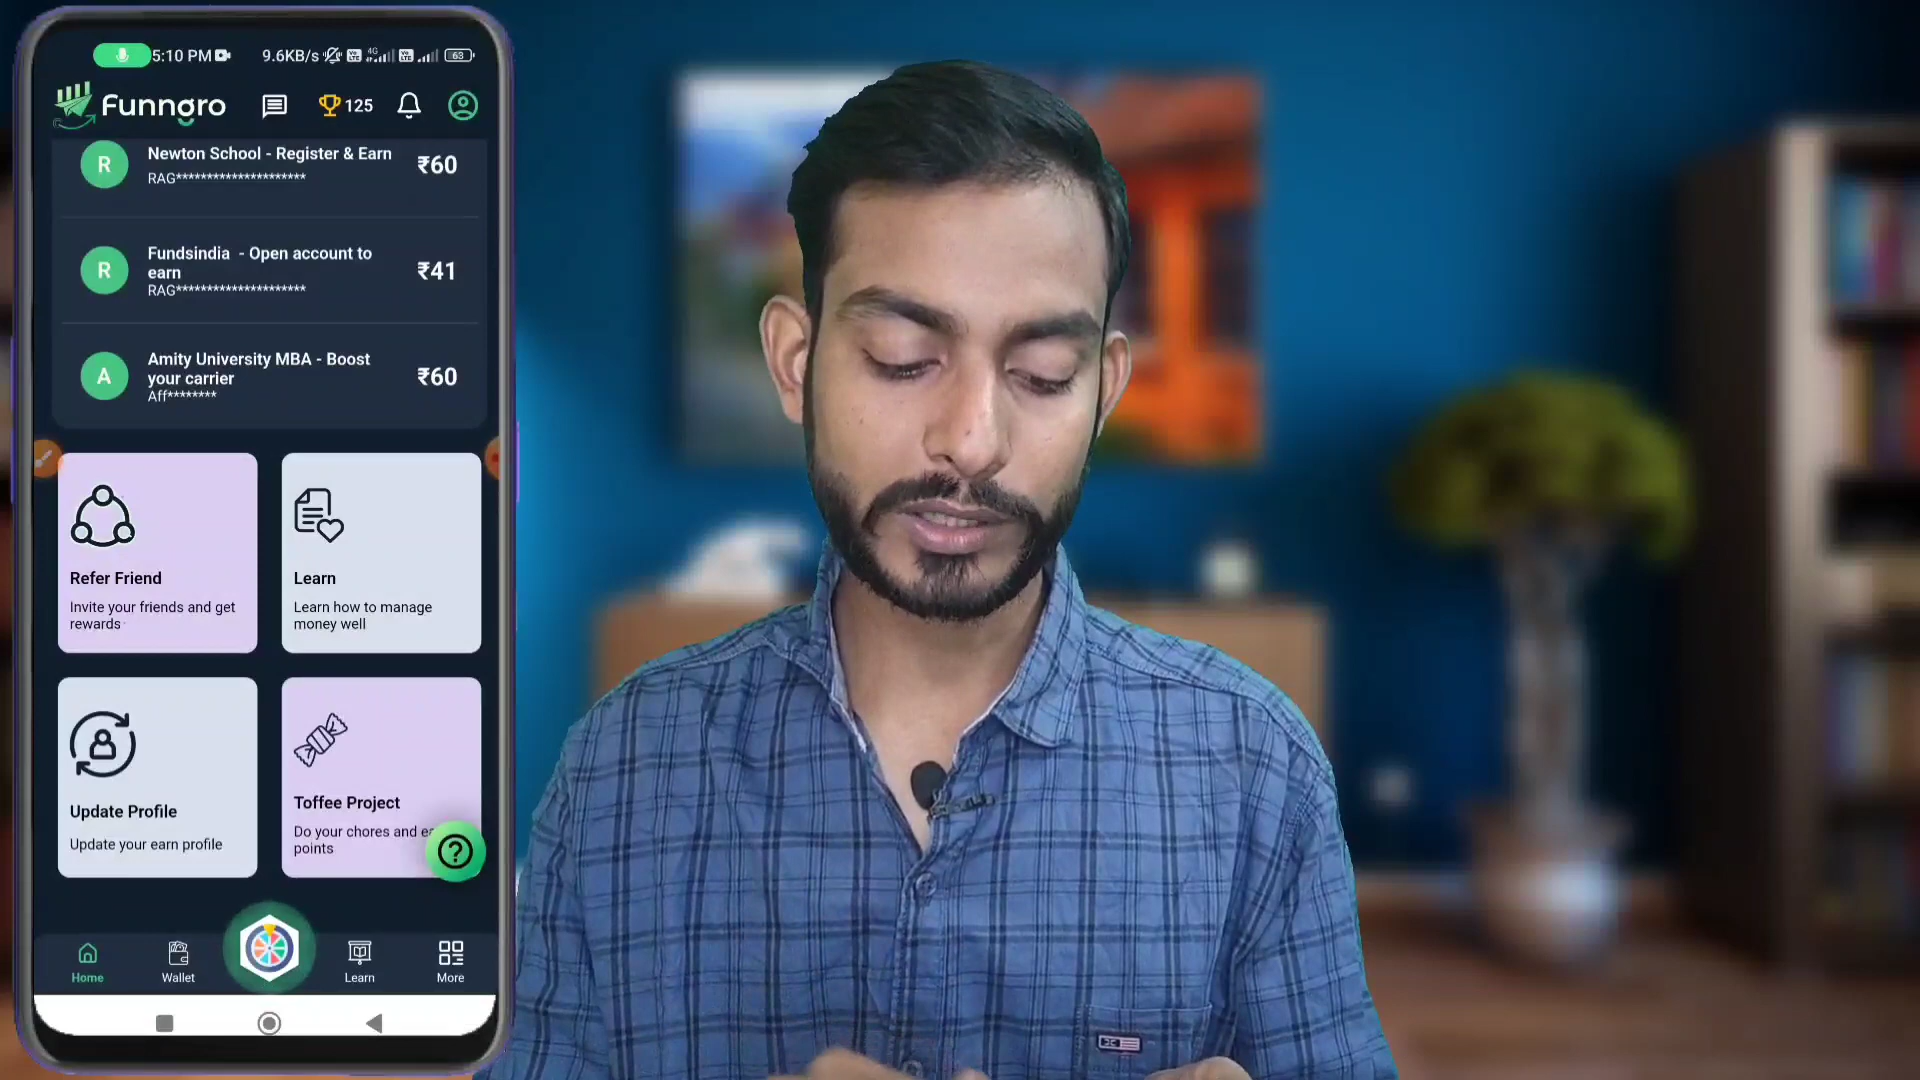 5:10 PM 9.6KB/s 4G 63
Funngro 125
Newton School - Register & Earn ₹60
RAG*********************
Fundsindia - Open account to
earn ₹41
RAG*********************
Amity University MBA - Boost
your carrier ₹60
Aff********
Refer Friend
Invite your friends and get
rewards
Learn
Learn how to manage
money well
Update Profile
Update your earn profile
Toffee Project
Do your chores and ea
points
Home Wallet Learn More